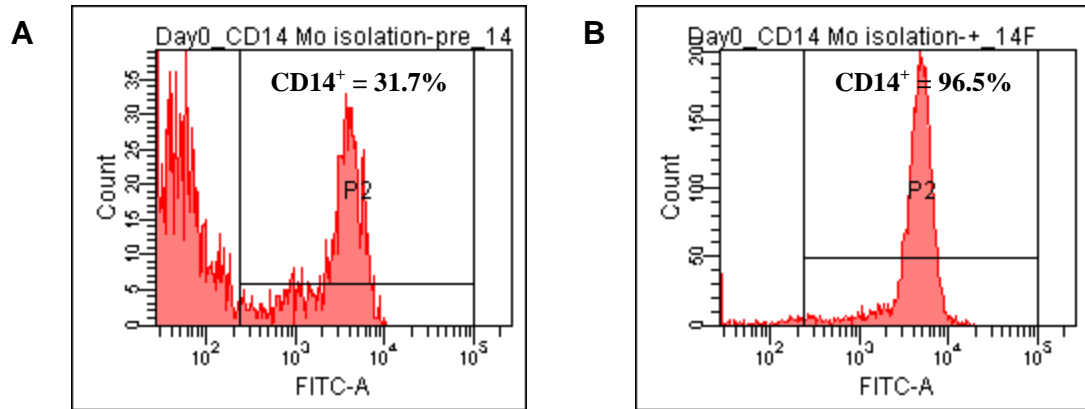 A
Day0_CD14 Mo isolation-pre_14
CD14⁺ = 31.7%
P2
Count
35
30
25
20
15
10
5
0
10² 10³ 10⁴ 10⁵
FITC-A
B
Day0_CD14 Mo isolation-+_14F
CD14⁺ = 96.5%
P2
Count
200
150
100
50
0
10² 10³ 10⁴ 10⁵
FITC-A